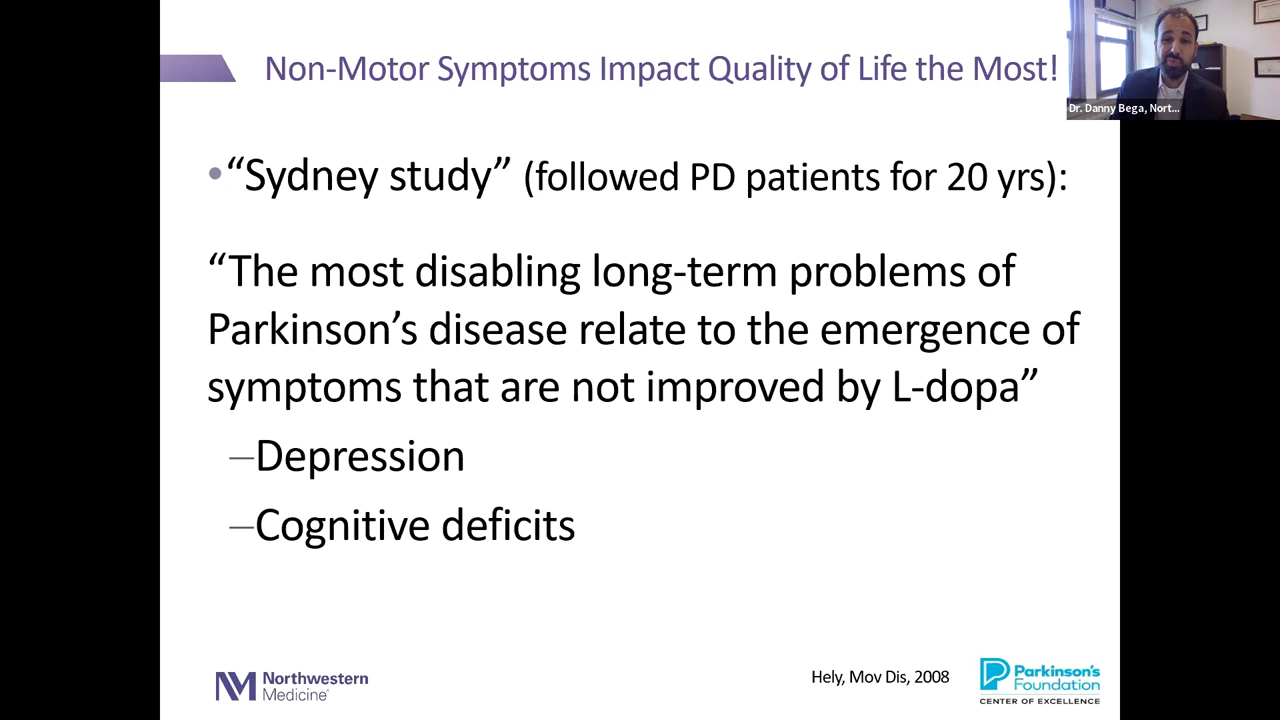 Non-Motor Symptoms Impact Quality of Life the Most!
Dr. Danny Bega, Nort...
•“Sydney study” (followed PD patients for 20 yrs):
“The most disabling long-term problems of
Parkinson’s disease relate to the emergence of
symptoms that are not improved by L-dopa”
–Depression
–Cognitive deficits
NM Northwestern
Medicine®
Hely, Mov Dis, 2008
Parkinson's
Foundation
CENTER OF EXCELLENCE